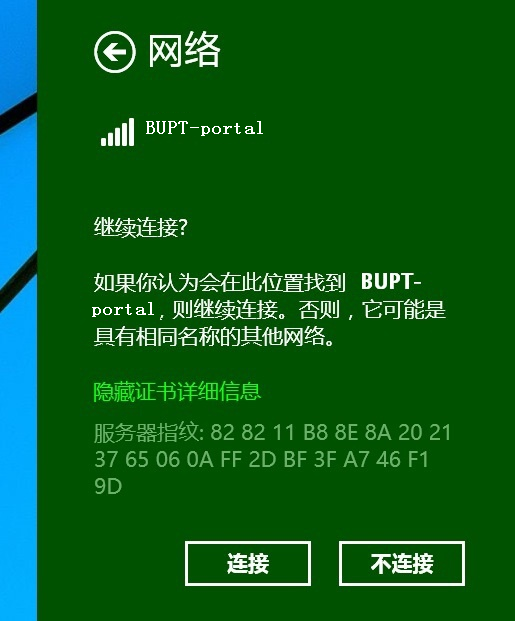 网络
BUPT-portal
继续连接?
如果你认为会在此位置找到 BUPT-
portal，则继续连接。否则，它可能是
具有相同名称的其他网络。
隐藏证书详细信息
服务器指纹: 82 82 11 B8 8E 8A 20 21
37 65 06 0A FF 2D BF 3F A7 46 F1
9D
连接 不连接